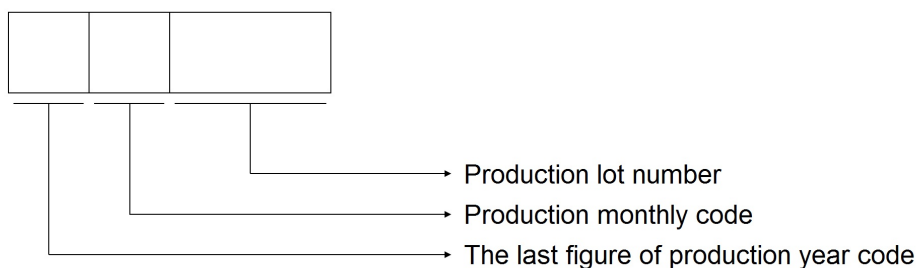 Production lot number
Production monthly code
The last figure of production year code